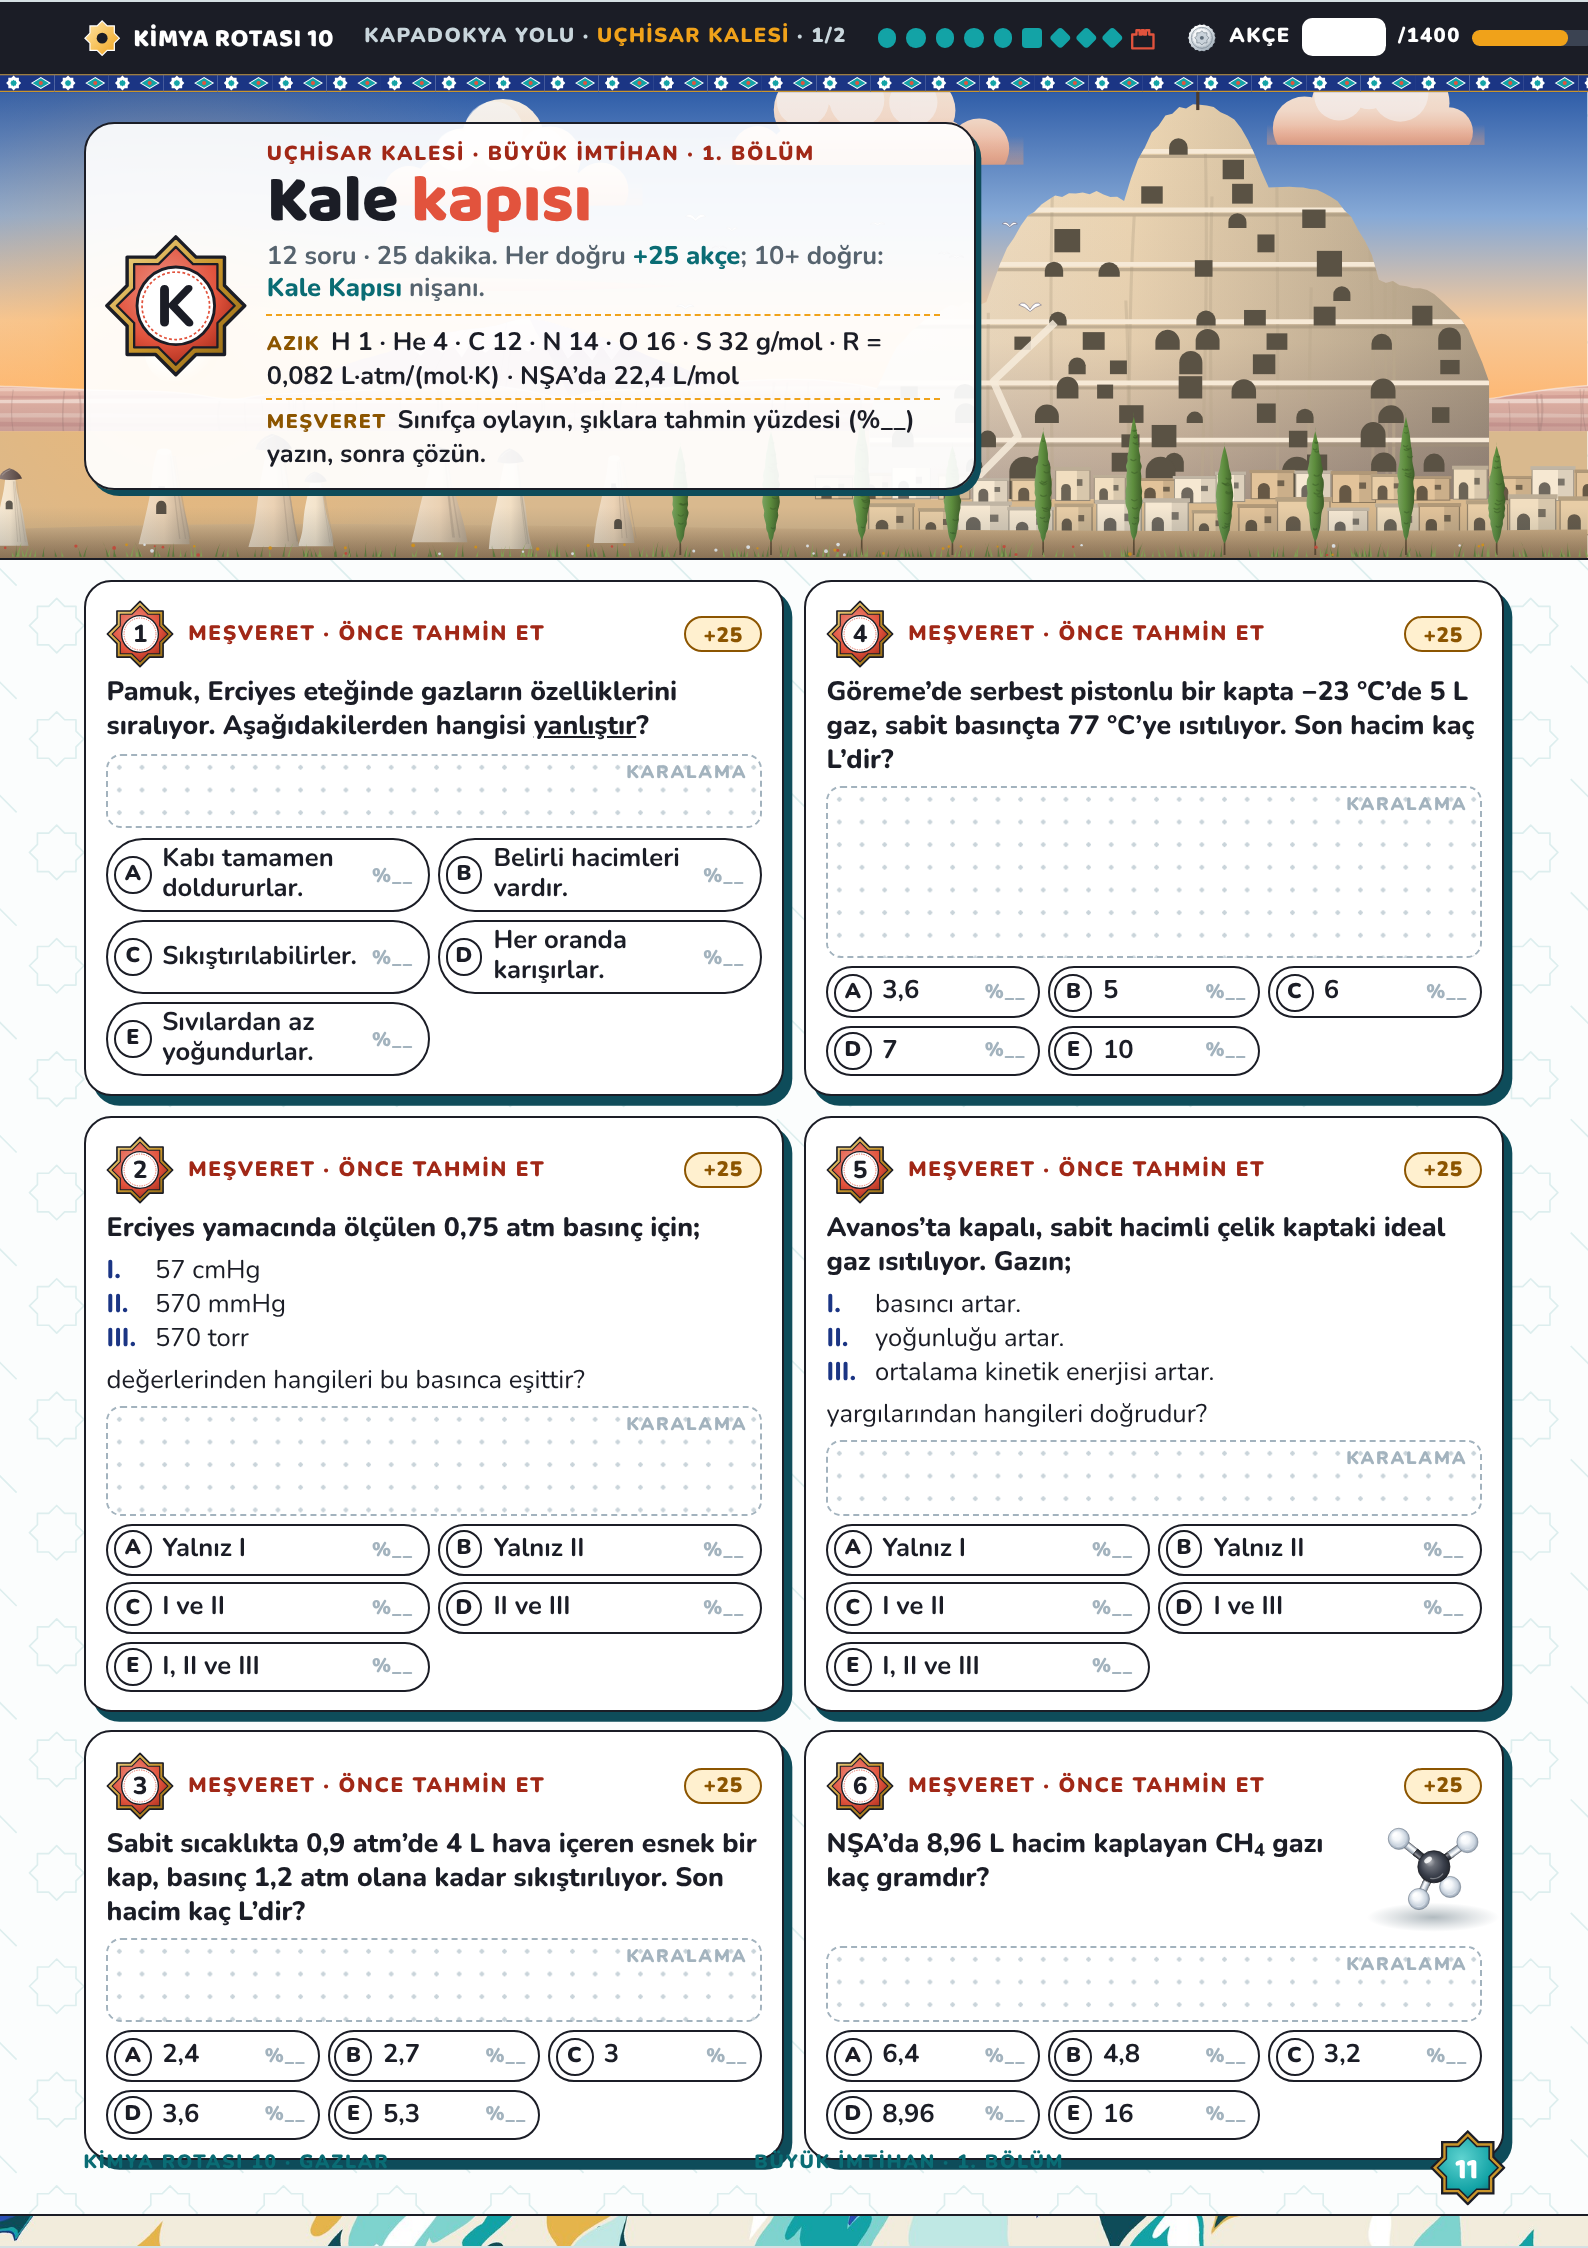 KİMYA ROTASI 10 KAPADOKYA YOLU · UÇHİSAR KALESİ · 1/2 AKÇE /1400
UÇHİSAR KALESİ · BÜYÜK İMTİHAN · 1. BÖLÜM
Kale kapısı
K
12 soru · 25 dakika. Her doğru +25 akçe; 10+ doğru:
Kale Kapısı nişanı.
AZIK H 1 · He 4 · C 12 · N 14 · O 16 · S 32 g/mol · R =
0,082 L·atm/(mol·K) · NŞA’da 22,4 L/mol
MEŞVERET Sınıfça oylayın, şıklara tahmin yüzdesi (%__)
yazın, sonra çözün.
1 MEŞVERET · ÖNCE TAHMİN ET +25
Pamuk, Erciyes eteğinde gazların özelliklerini
sıralıyor. Aşağıdakilerden hangisi yanlıştır?
KARALAMA
A Kabı tamamen
doldururlar. %__
B Belirli hacimleri
vardır. %__
C Sıkıştırılabilirler. %__
D Her oranda
karışırlar. %__
E Sıvılardan az
yoğundurlar. %__
2 MEŞVERET · ÖNCE TAHMİN ET +25
Erciyes yamacında ölçülen 0,75 atm basınç için;
I. 57 cmHg
II. 570 mmHg
III. 570 torr
değerlerinden hangileri bu basınca eşittir?
KARALAMA
A Yalnız I %__ B Yalnız II %__
C I ve II %__ D II ve III %__
E I, II ve III %__
3 MEŞVERET · ÖNCE TAHMİN ET +25
Sabit sıcaklıkta 0,9 atm’de 4 L hava içeren esnek bir
kap, basınç 1,2 atm olana kadar sıkıştırılıyor. Son
hacim kaç L’dir?
KARALAMA
A 2,4 %__ B 2,7 %__ C 3 %__
D 3,6 %__ E 5,3 %__
4 MEŞVERET · ÖNCE TAHMİN ET +25
Göreme’de serbest pistonlu bir kapta −23 °C’de 5 L
gaz, sabit basınçta 77 °C’ye ısıtılıyor. Son hacim kaç
L’dir?
KARALAMA
A 3,6 %__ B 5 %__ C 6 %__
D 7 %__ E 10 %__
5 MEŞVERET · ÖNCE TAHMİN ET +25
Avanos’ta kapalı, sabit hacimli çelik kaptaki ideal
gaz ısıtılıyor. Gazın;
I. basıncı artar.
II. yoğunluğu artar.
III. ortalama kinetik enerjisi artar.
yargılarından hangileri doğrudur?
KARALAMA
A Yalnız I %__ B Yalnız II %__
C I ve II %__ D I ve III %__
E I, II ve III %__
6 MEŞVERET · ÖNCE TAHMİN ET +25
NŞA’da 8,96 L hacim kaplayan CH₄ gazı
kaç gramdır?
KARALAMA
A 6,4 %__ B 4,8 %__ C 3,2 %__
D 8,96 %__ E 16 %__
KİMYA ROTASI 10 · GAZLAR BÜYÜK İMTİHAN · 1. BÖLÜM 11